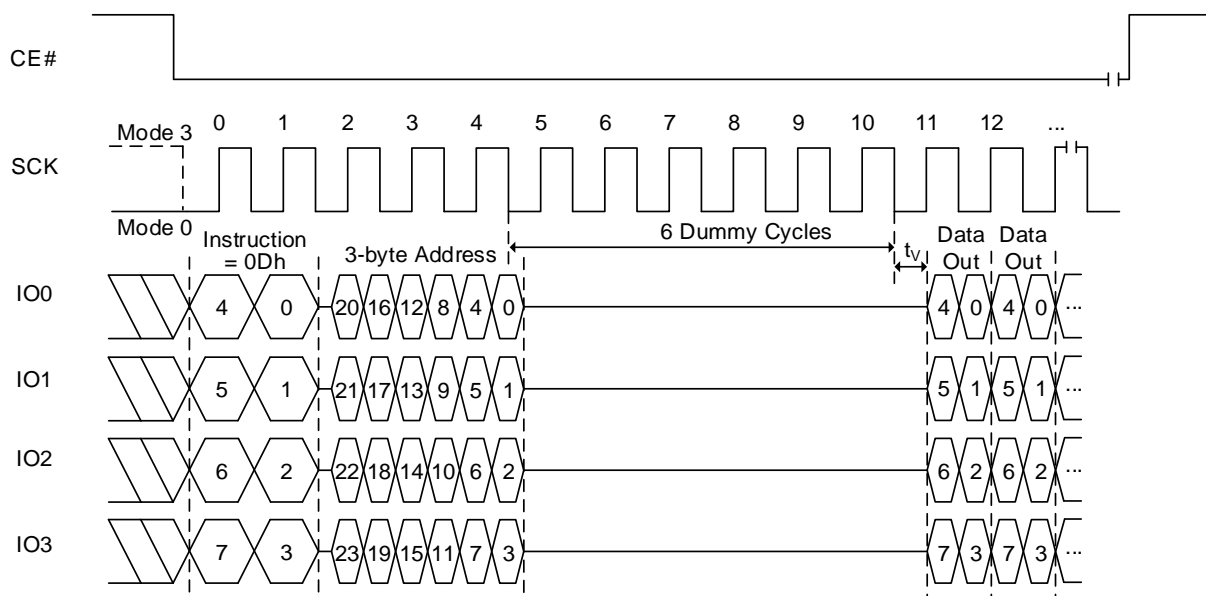 CE#
0 1 2 3 4 5 6 7 8 9 10 11 12 ...
Mode 3
SCK
Mode 0
Instruction
= 0Dh
3-byte Address
6 Dummy Cycles
tV
Data
Out
Data
Out
IO0 4 0 20 16 12 8 4 0 4 0 4 0 ...
IO1 5 1 21 17 13 9 5 1 5 1 5 1 ...
IO2 6 2 22 18 14 10 6 2 6 2 6 2 ...
IO3 7 3 23 19 15 11 7 3 7 3 7 3 ...